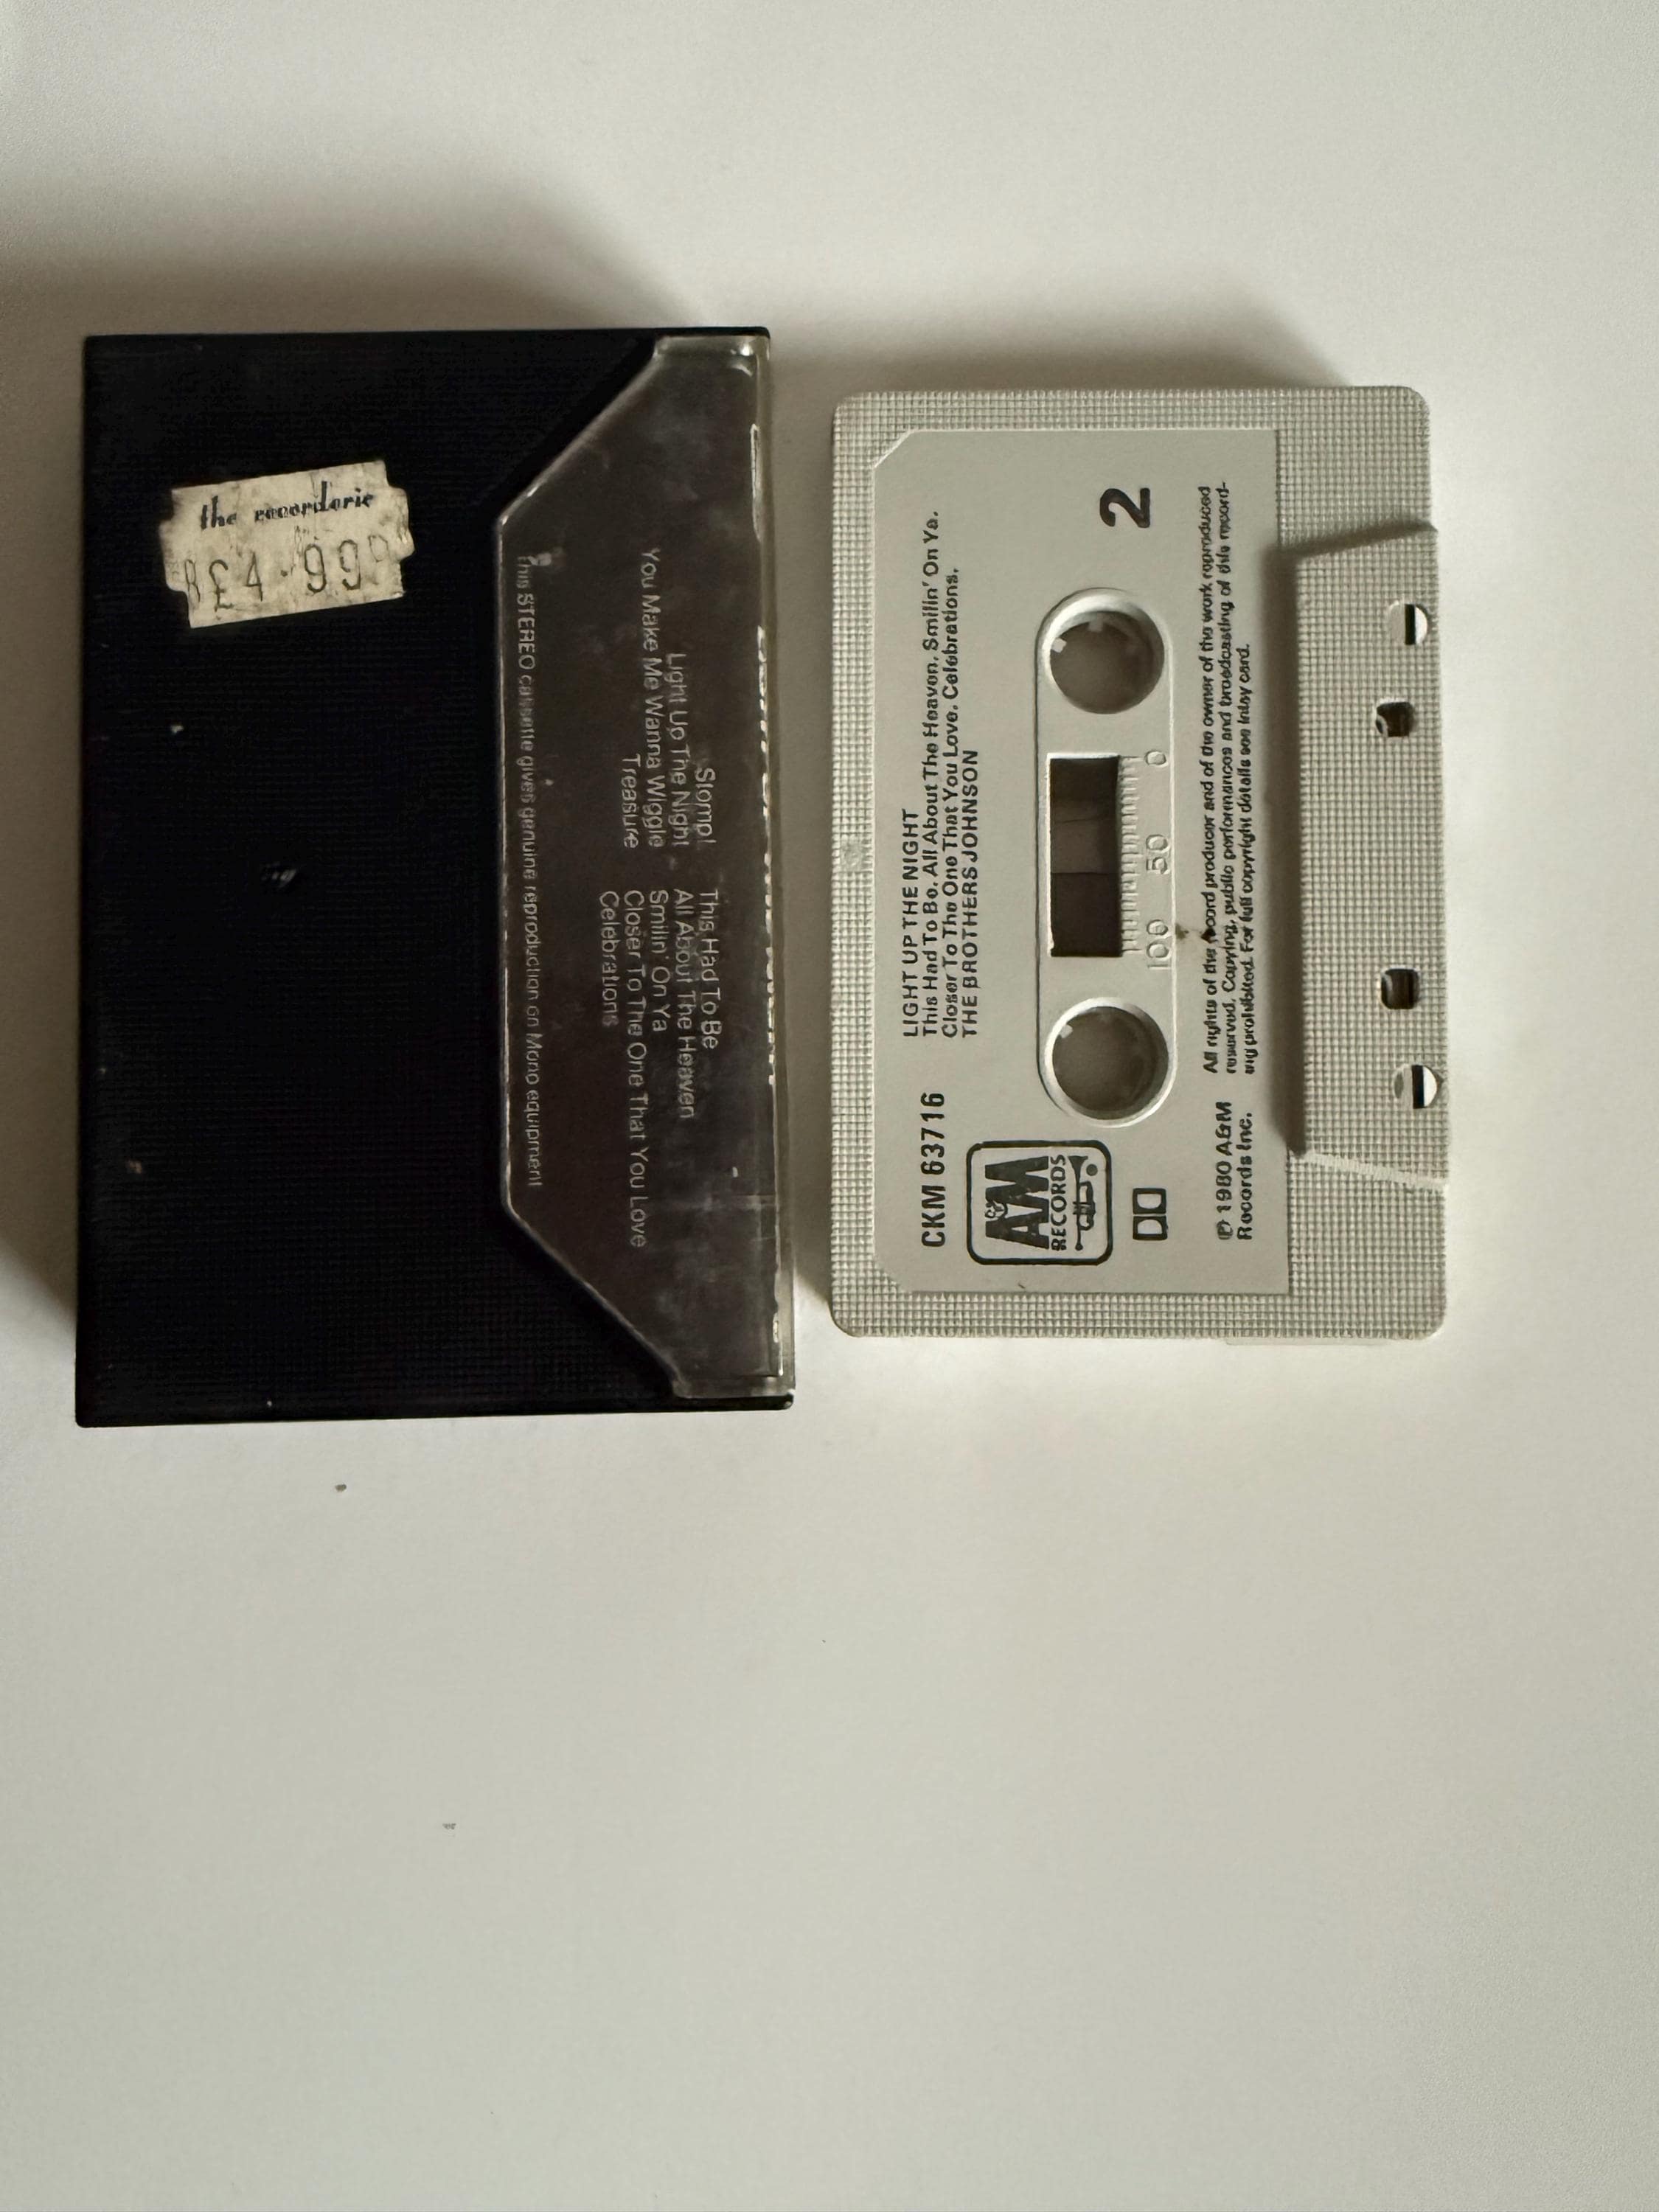 the recorderie
R£4.99p
Stomp!
Light Up The Night
You Make Me Wanna Wiggle
Treasure
This Had To Be
All About The Heaven
Smilin' On Ya
Closer To The One That You Love
Celebrations
This STEREO cassette gives genuine reproduction on Mono equipment
CKM 63716
LIGHT UP THE NIGHT
This Had To Be. All About The Heaven. Smilin' On Ya.
Closer To The One That You Love. Celebrations.
THE BROTHERS JOHNSON
A&M
RECORDS
2
100 50 0
℗ 1980 A&M
Records Inc.
All rights of the record producer and of the owner of the work reproduced
reserved. Copying, public performances and broadcasting of this record-
ing prohibited. For full copyright details see inlay card.